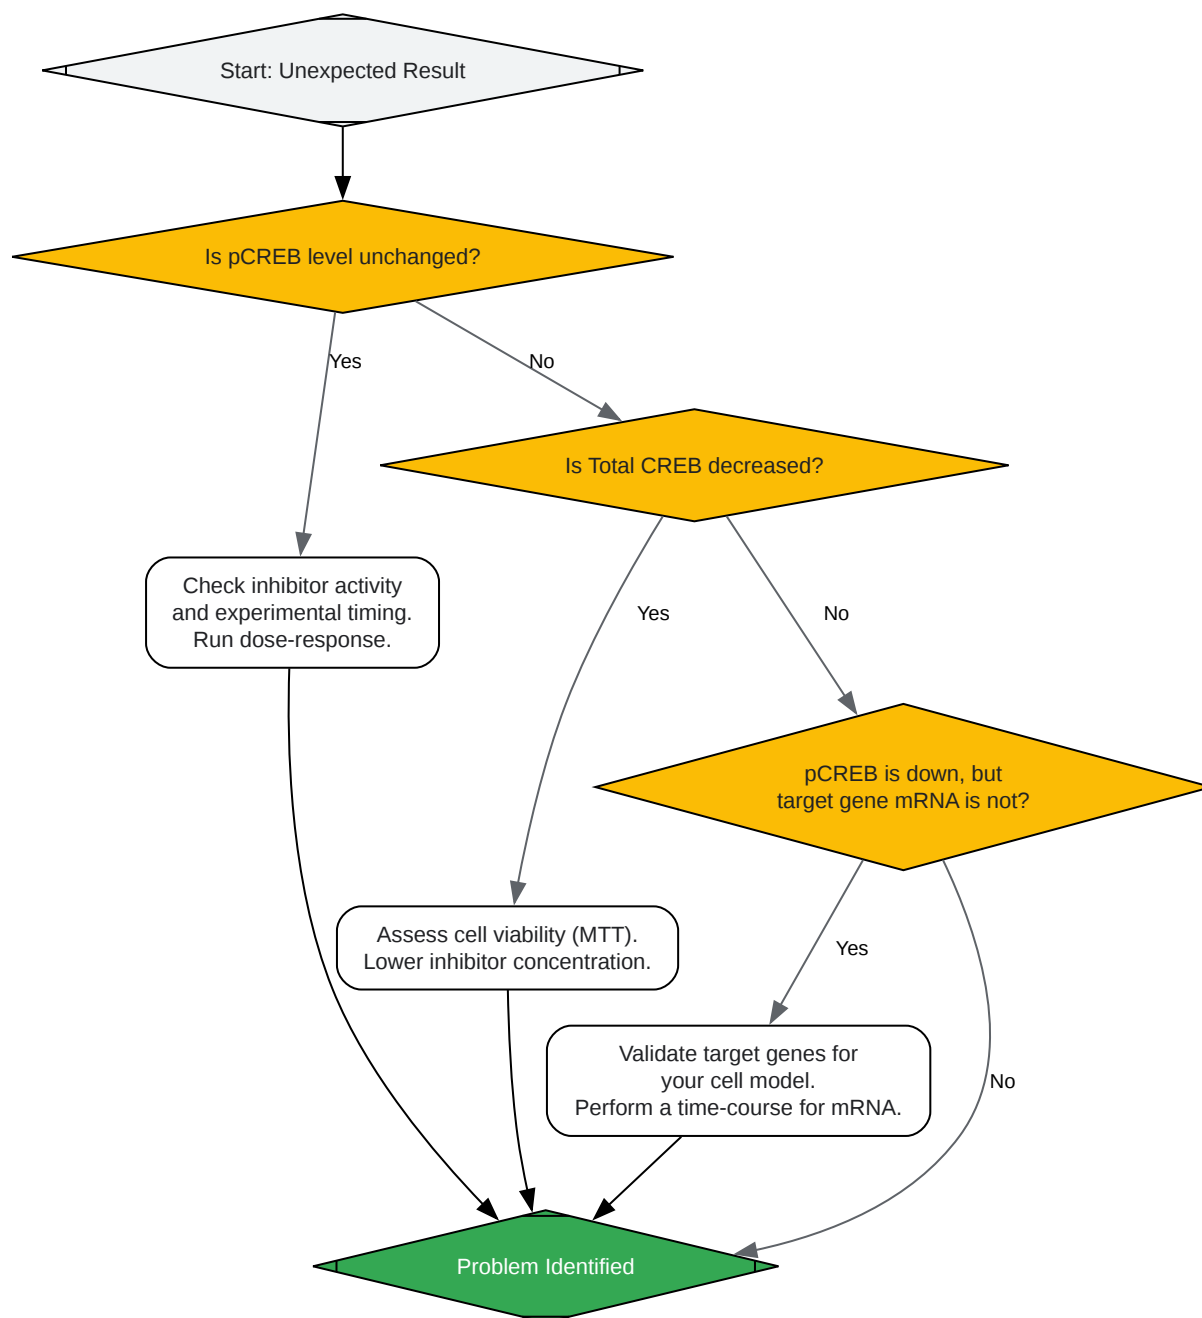 Start: Unexpected Result
Is pCREB level unchanged?
Yes
No
Is Total CREB decreased?
Check inhibitor activity
and experimental timing.
Run dose-response.
Yes
No
pCREB is down, but
target gene mRNA is not?
Assess cell viability (MTT).
Lower inhibitor concentration.
Yes
Validate target genes for
your cell model.
Perform a time-course for mRNA.
No
Problem Identified